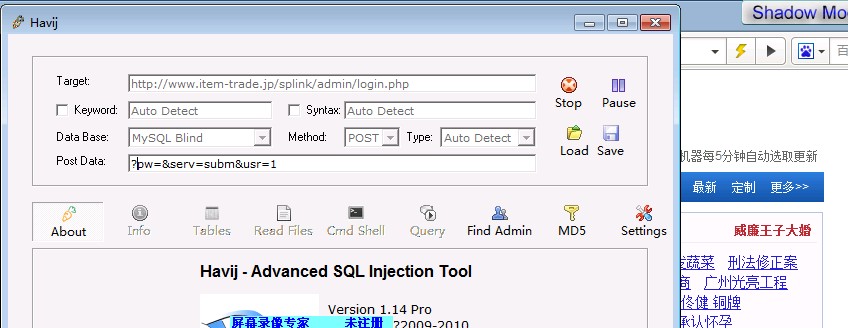 Havij
Shadow Mo
Target: http://www.item-trade.jp/splink/admin/login.php
Keyword: Auto Detect Syntax: Auto Detect
Stop Pause
Data Base: MySQL Blind Method: POST Type: Auto Detect
Load Save
Post Data: ?pw=&serv=subm&usr=1
机器每5分钟自动选取更新
最新 定制 更多>>
About Info Tables Read Files Cmd Shell Query Find Admin MD5 Settings
威廉王子大婚
蔬菜 刑法修正案
Havij - Advanced SQL Injection Tool
广州光亮工程
佟健 铜牌
Version 1.14 Pro
承认怀孕
屏幕录像专家 未注册
?2009-2010